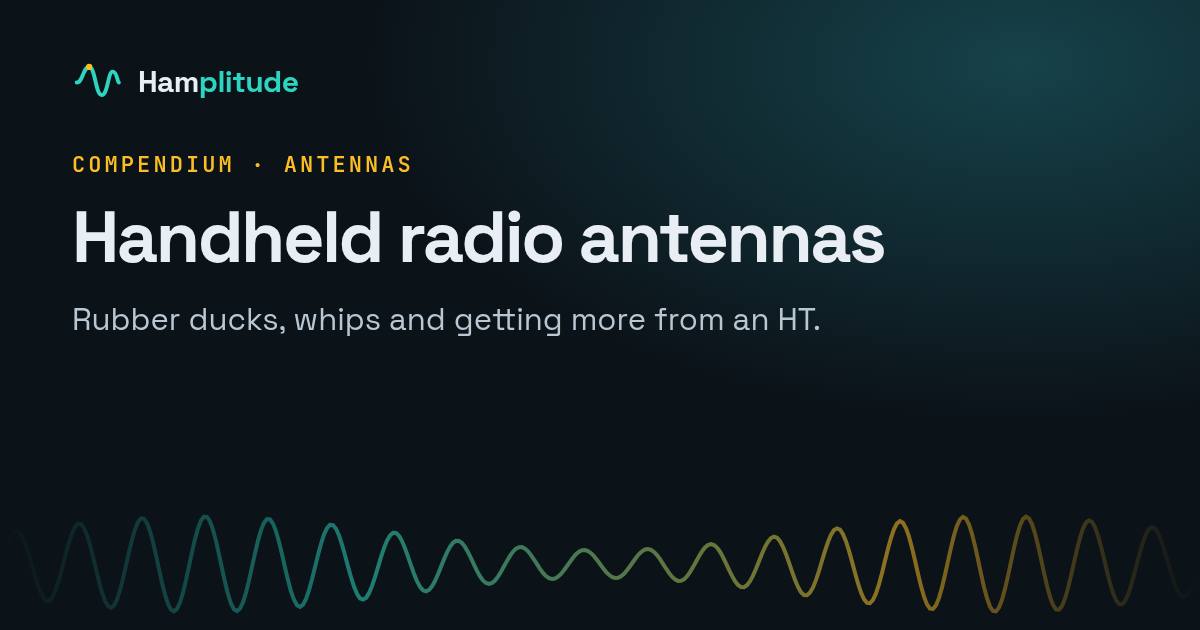 Hamplitude
COMPENDIUM · ANTENNAS
Handheld radio antennas
Rubber ducks, whips and getting more from an HT.